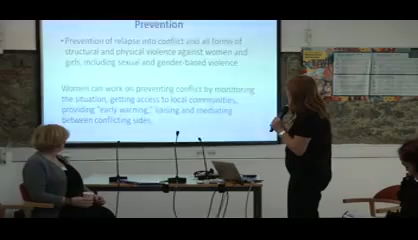 Prevention
• Prevention of relapse into conflict and all forms of
structural and physical violence against women and
girls, including sexual and gender-based violence
Women can work on preventing conflict by monitoring
the situation, getting access to local communities,
providing "early warning," liaising and mediating
between conflicting sides.